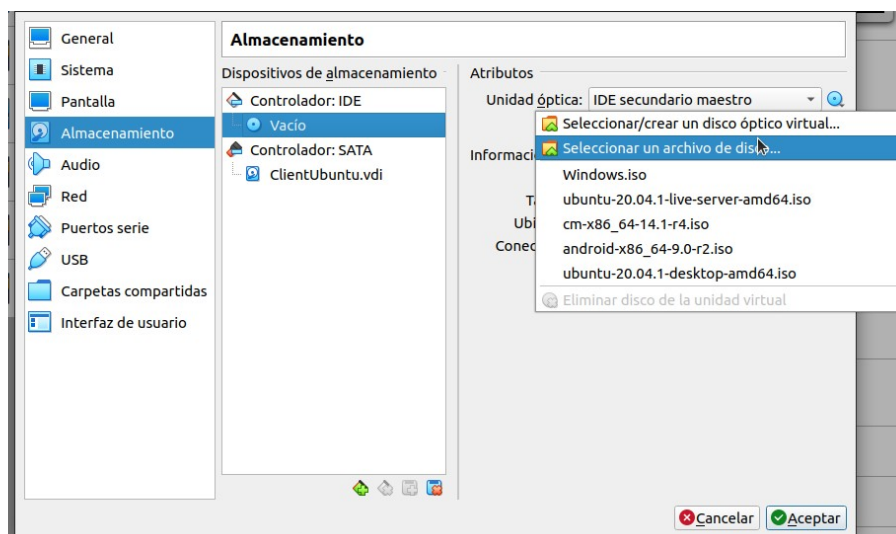 General
Sistema
Pantalla
Almacenamiento
Audio
Red
Puertos serie
USB
Carpetas compartidas
Interfaz de usuario
Almacenamiento
Dispositivos de almacenamiento
Controlador: IDE
Vacío
Controlador: SATA
ClientUbuntu.vdi
Atributos
Unidad óptica: IDE secundario maestro
Seleccionar/crear un disco óptico virtual...
Seleccionar un archivo de disco...
Windows.iso
ubuntu-20.04.1-live-server-amd64.iso
cm-x86_64-14.1-r4.iso
android-x86_64-9.0-r2.iso
ubuntu-20.04.1-desktop-amd64.iso
Eliminar disco de la unidad virtual
Cancelar
Aceptar